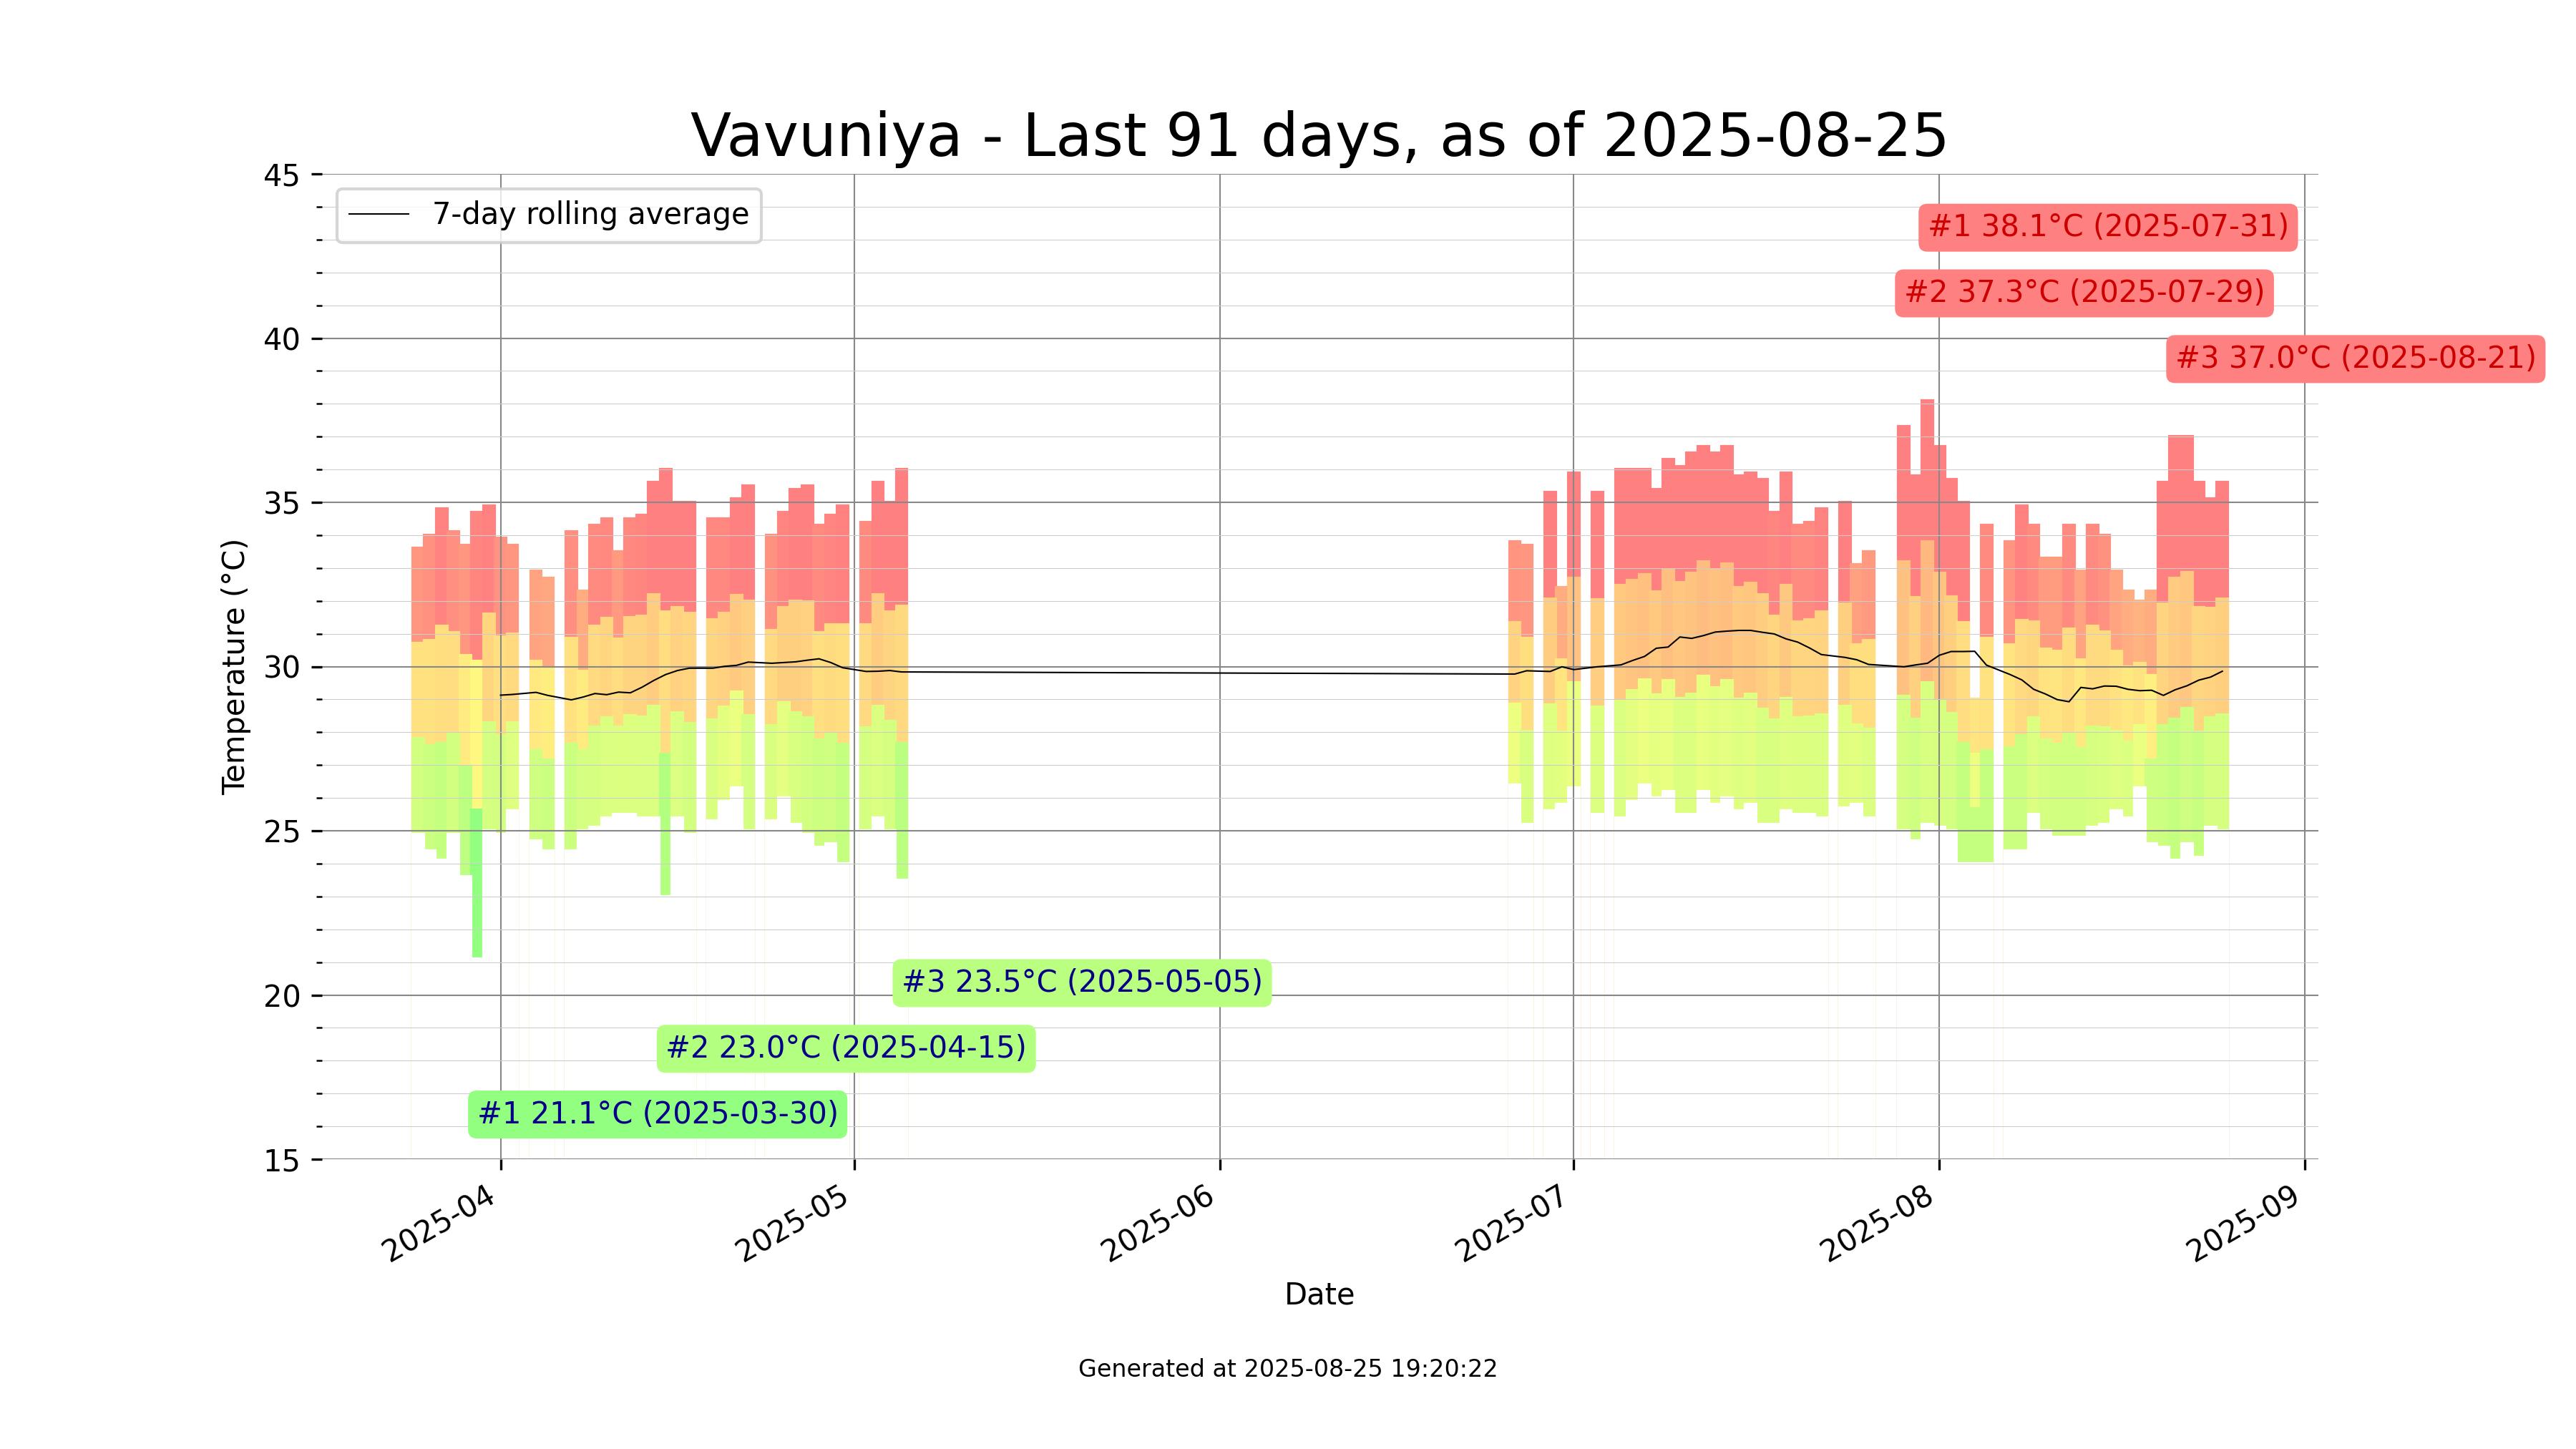 Vavuniya - Last 91 days, as of 2025-08-25
45
7-day rolling average
#1 38.1°C (2025-07-31)
#2 37.3°C (2025-07-29)
40
#3 37.0°C (2025-08-21)
35
Temperature (°C)
30
25
20
#3 23.5°C (2025-05-05)
#2 23.0°C (2025-04-15)
#1 21.1°C (2025-03-30)
15
2025-04
2025-05
2025-06
2025-07
2025-08
2025-09
Date
Generated at 2025-08-25 19:20:22